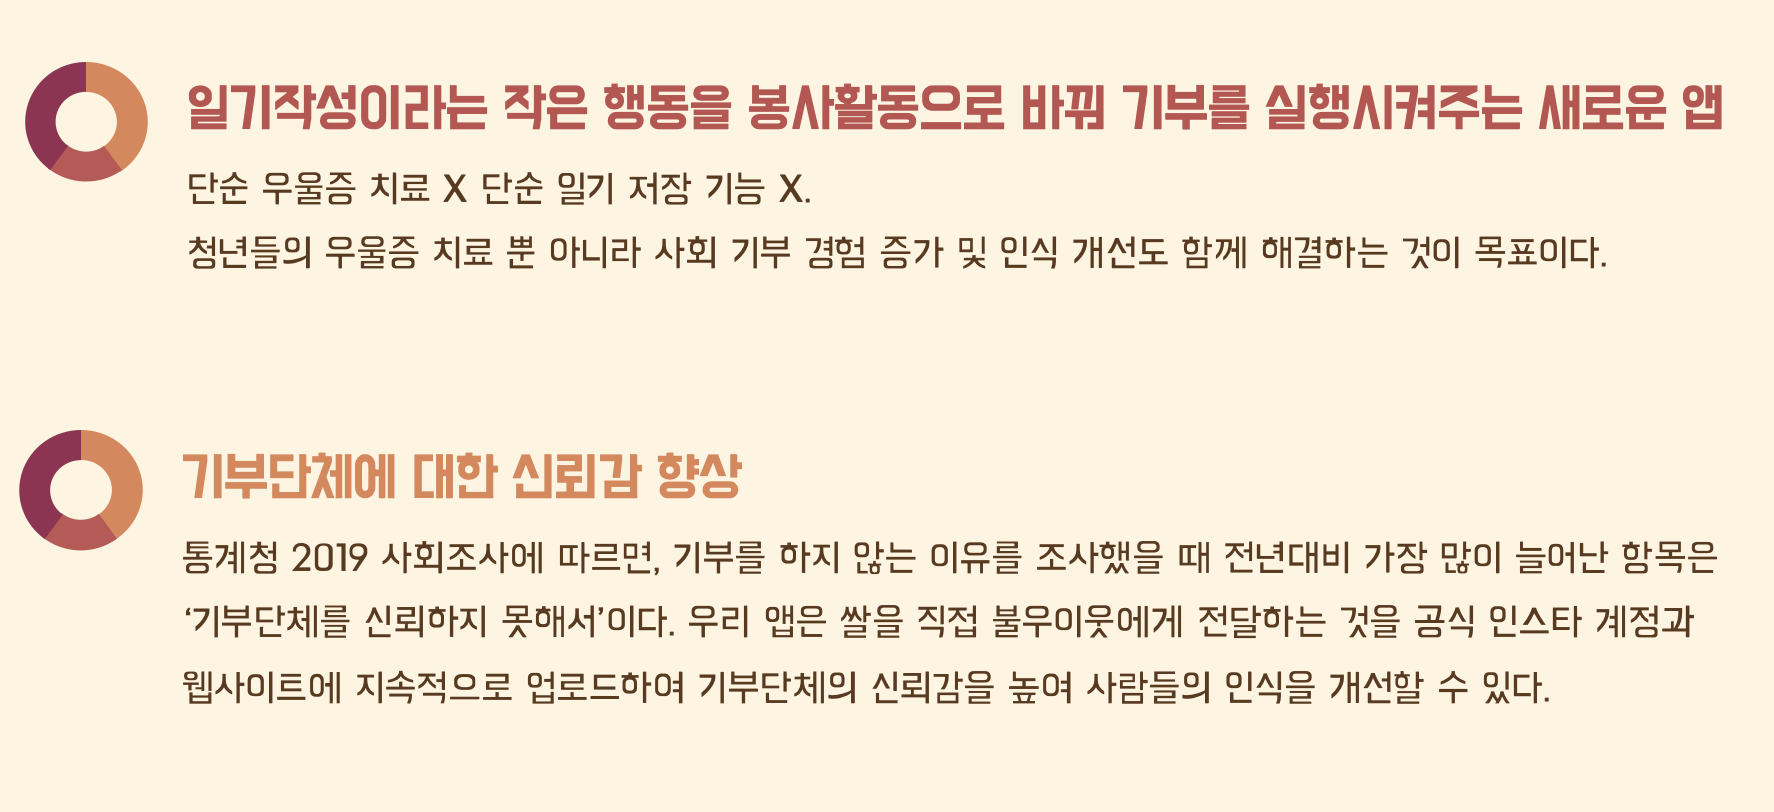 일기작성이라는 작은 행동을 봉사활동으로 바꿔 기부를 실행시켜주는 새로운 앱
단순 우울증 치료 X 단순 일기 저장 기능 X.
청년들의 우울증 치료 뿐 아니라 사회 기부 경험 증가 및 인식 개선도 함께 해결하는 것이 목표이다.
기부단체에 대한 신뢰감 향상
통계청 2019 사회조사에 따르면, 기부를 하지 않는 이유를 조사했을 때 전년대비 가장 많이 늘어난 항목은
‘기부단체를 신뢰하지 못해서’이다. 우리 앱은 쌀을 직접 불우이웃에게 전달하는 것을 공식 인스타 계정과
웹사이트에 지속적으로 업로드하여 기부단체의 신뢰감을 높여 사람들의 인식을 개선할 수 있다.